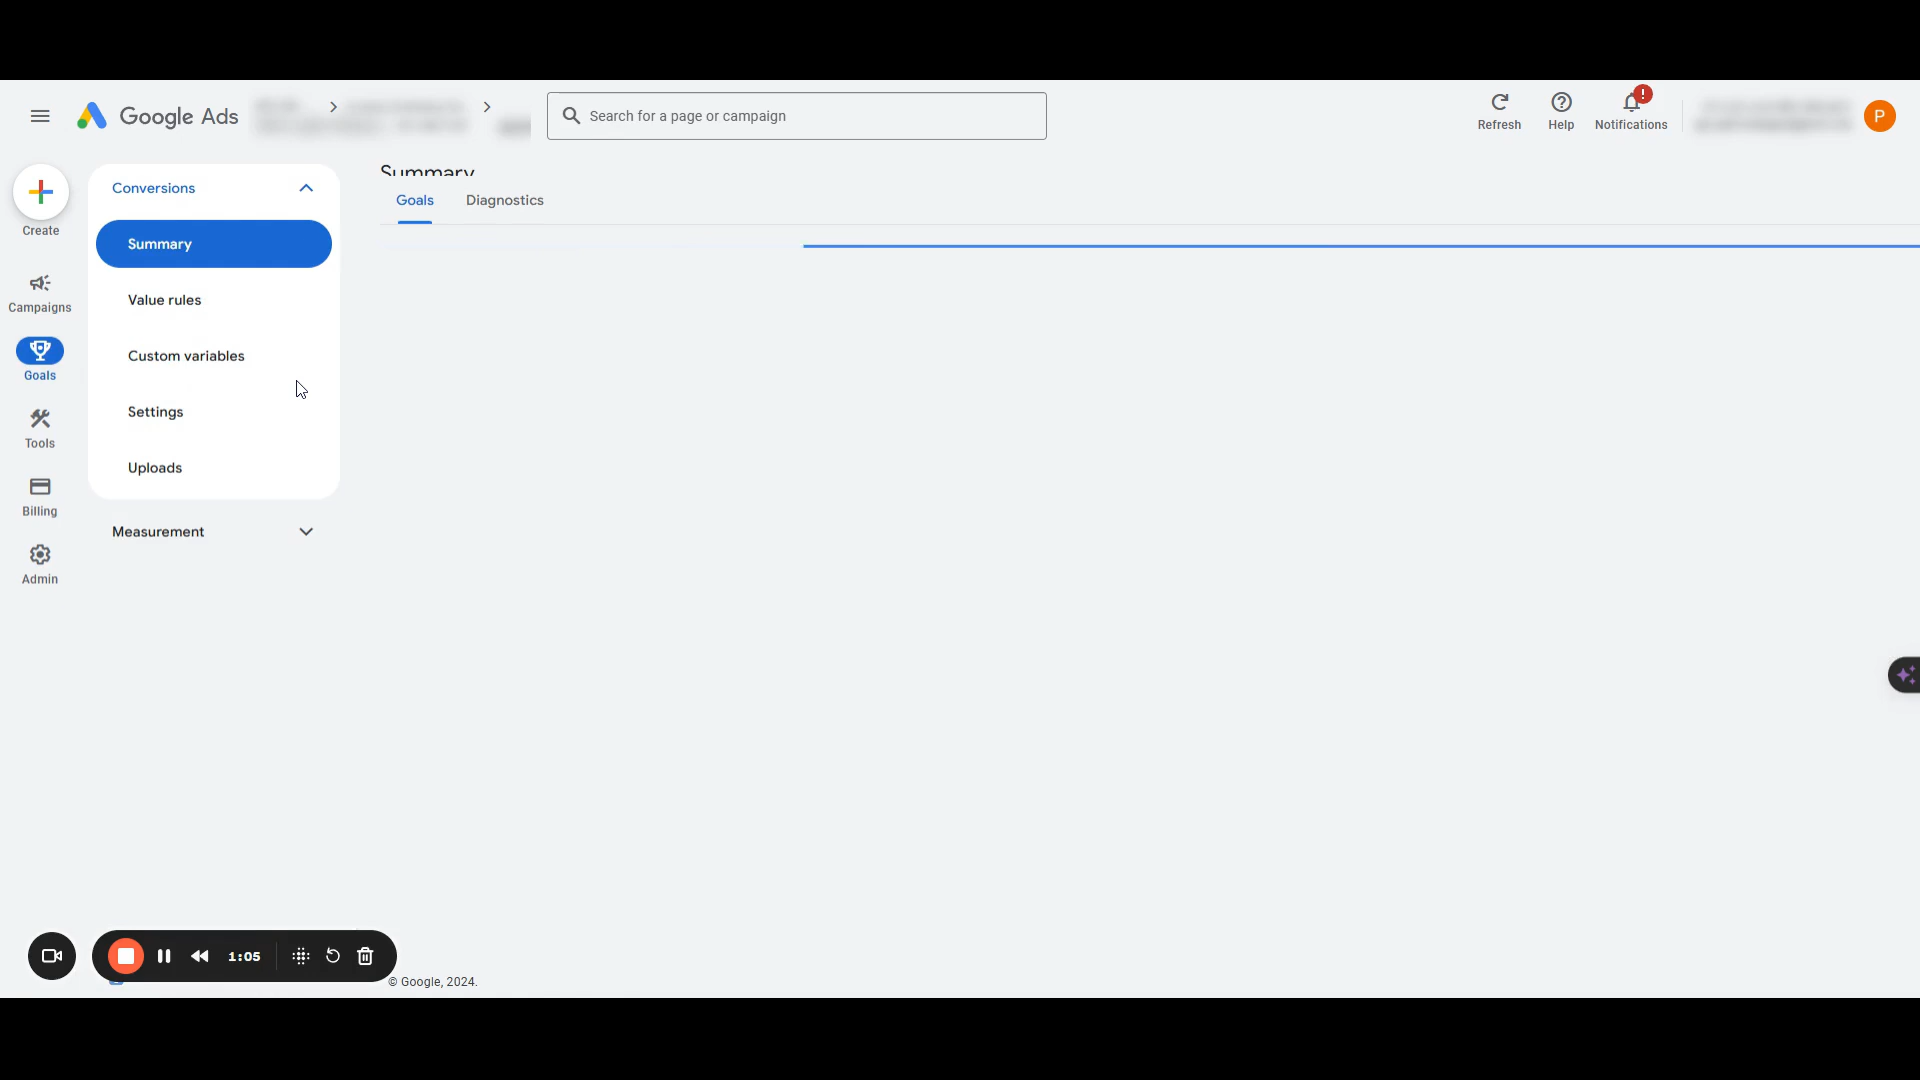 Google Ads
Search for a page or campaign
Refresh
Help
Notifications
P
Create
Campaigns
Goals
Tools
Billing
Admin
Conversions
Summary
Value rules
Custom variables
Settings
Uploads
Measurement
Summary
Goals
Diagnostics
1:05
© Google, 2024.